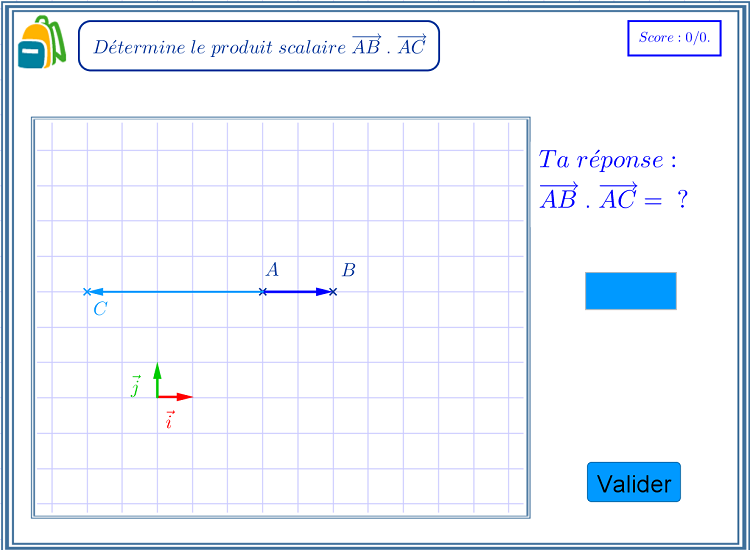 Détermine le produit scalaire $\overrightarrow{AB}$ . $\overrightarrow{AC}$
Score : 0/0.
Ta réponse :
$\overrightarrow{AB}$ . $\overrightarrow{AC}$ = ?
A
B
C
$\vec{j}$
$\vec{i}$
Valider